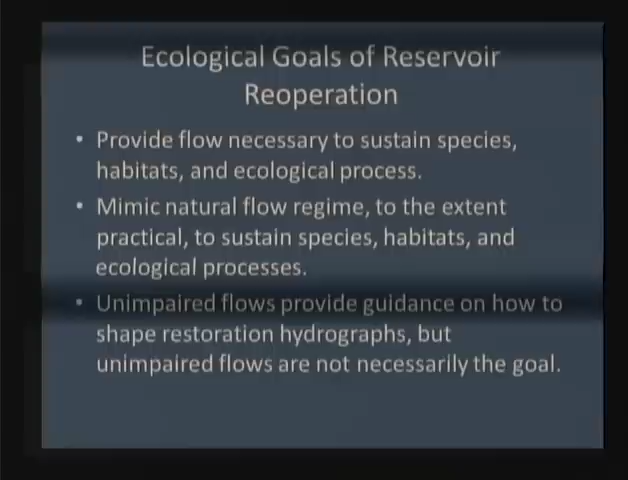 Ecological Goals of Reservoir
Reoperation
• Provide flow necessary to sustain species,
habitats, and ecological process.
• Mimic natural flow regime, to the extent
practical, to sustain species, habitats, and
ecological processes.
• Unimpaired flows provide guidance on how to
shape restoration hydrographs, but
unimpaired flows are not necessarily the goal.